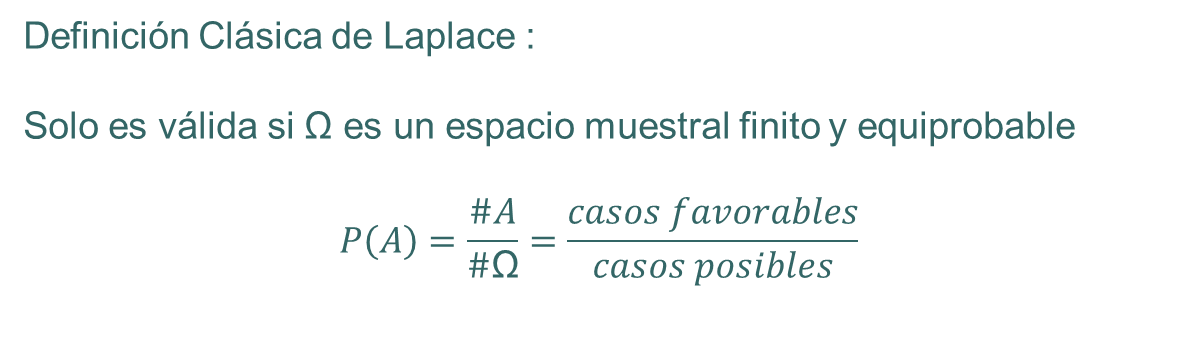 Definición Clásica de Laplace :
Solo es válida si Ω es un espacio muestral finito y equiprobable
P(A) = #A / #Ω = casos favorables / casos posibles